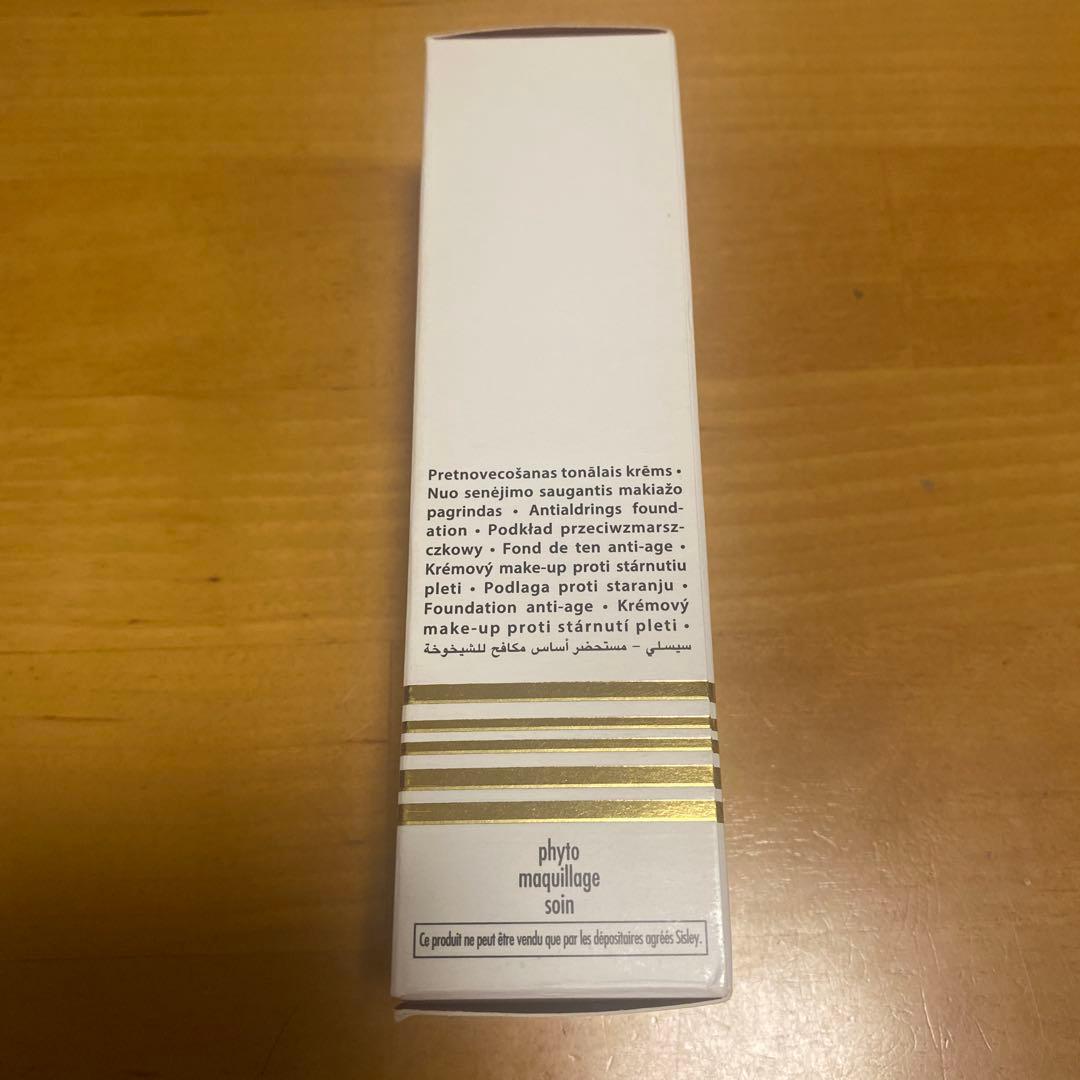 Pretnovecošanas tonālais krēms •
Nuo senėjimo saugantis makiažo
pagrindas • Antialdrings found-
ation • Podkład przeciwzmarsz-
czkowy • Fond de ten anti-age •
Krémový make-up proti stárnutiu
pleti • Podlaga proti staranju •
Foundation anti-age • Krémový
make-up proti stárnutí pleti •
سيسلي – مستحضر أساس مكافح للشيخوخة
phyto
maquillage
soin
Ce produit ne peut être vendu que par les dépositaires agréés Sisley.